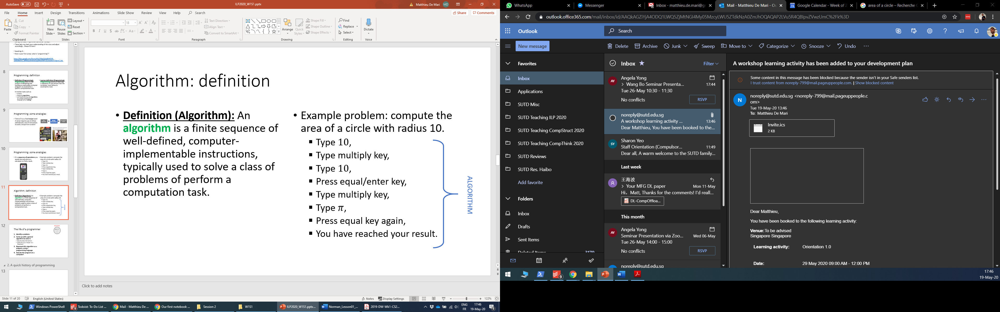 AutoSave Off
ILP2020_W1S1.pptx
Matthieu De Mari MD
File Home Insert Design Transitions Animations Slide Show Review View Help Search
Share Comments
Paste
Cut
Copy
Format Painter
Clipboard
New Slide
Reuse Slides
Layout
Reset
Section
Slides
18
Font
Text Direction
Align Text
Convert to SmartArt
Paragraph
Arrange
Quick Styles
Shape Fill
Shape Outline
Shape Effects
Drawing
Find
Replace
Select
Editing
Dictate
Voice
8
Programming: definition
9
Programming: some analogies
10
Programming: some analogies
11
Algorithm: definition
12
The life of a programmer
2. A quick history of programming
13
Algorithm: definition
• Definition (Algorithm): An
algorithm is a finite sequence of
well-defined, computer-
implementable instructions,
typically used to solve a class of
problems of perform a
computation task.
• Example problem: compute the
area of a circle with radius 10.
▪ Type 10,
▪ Type multiply key,
▪ Type 10,
▪ Press equal/enter key,
▪ Type multiply key,
▪ Type π,
▪ Press equal key again,
▪ You have reached your result.
ALGORITHM
Click to add notes
Slide 11 of 20 English (United States)
Notes Display Settings 122%
Windows PowerShell
Todoist: To-Do List ...
Mail - Matthieu De ...
Our first notebook ...
Session 2
W1S1
ILP2020_W1S1.pptx...
Norman_Lesson01_...
2019-DW-Wk1-CS2...
ENG
FR
17:46
19-May-20
WhatsApp
Messenger
Inbox - matthieu.de.mari@g
Mail - Matthieu De Mari - Ou
Google Calendar - Week of 2
area of a circle – Recherche
outlook.office365.com/mail/inbox/id/AAQkAGZiYjA4ODQ1LWQ5ZjMtNGI4My05MzcyLWU5ZTdkNzA0ZmJhOQAQAP2LVu5R4QBIpvZVwzUmC%2Fk%3D
Outlook
Search
New message
Delete Archive Junk Sweep Move to Categorize Snooze Undo
Favorites
Inbox
Applications
SUTD Misc
SUTD Teaching ILP 2020
SUTD Teaching CompStruct 2020
SUTD Teaching CompThink 2020
SUTD Reviews
SUTD Res. Haibo
Add favorite
Folders
Inbox
Drafts
Sent Items
Deleted Items 3179
Inbox
Filter
AY
Angela Yong
Wang Bo Seminar Presenta... 17:44
Tue 26-May 10:30 - 11:30
No conflicts RSVP
noreply@sutd.edu.sg
A workshop learning activity ... 13:46
Dear Matthieu, You have been booked to the...
SY
Sharon Yeo
Staff Orientation (Compulsor... 11:49
Dear all, A warm welcome to the SUTD family...
Last week
王海波
Your MFG DL paper Mon 11-May
Hi, Matt, Thanks for the comments! I'd reall...
DL-CompOffloa...
This month
AY
Angela Yong
Seminar Presentation via Zoo... Wed 06-May
Tue 26-May 14:00 - 15:00
No conflicts RSVP
noreply@sutd.edu.sg
A workshop learning activity has been added to your development plan
Some content in this message has been blocked because the sender isn't in your Safe senders list.
I trust content from noreply-799@mail.pageuppeople.com. | Show blocked content
N
noreply@sutd.edu.sg <noreply-799@mail.pageuppeople.c
om>
Tue 19-May-20 13:46
To: Matthieu De Mari
Invite.ics
2 KB
Dear Matthieu,
You have been booked to the following learning activity:
Venue:To be advised
Singapore Singapore
Learning activity: Orientation 1.0
Date: 29 May 2020 09:00 AM - 12:00 PM
17:46
19-May-20